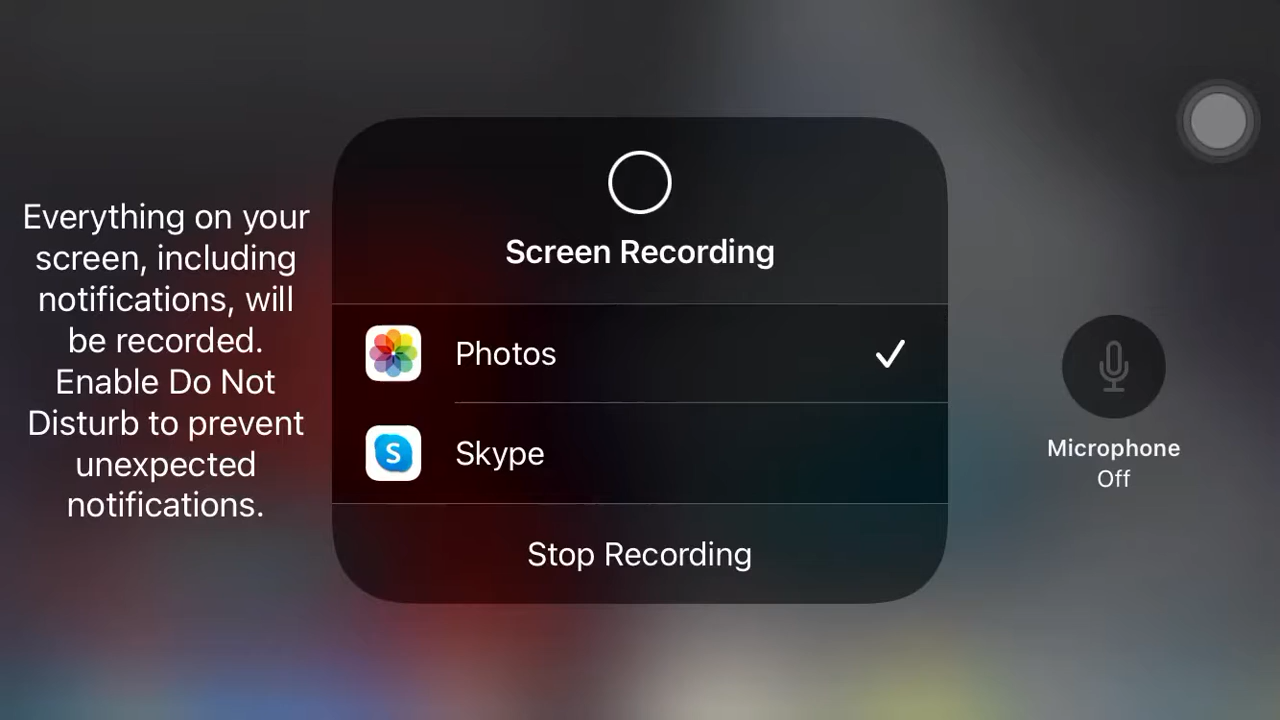 Everything on your
screen, including
notifications, will
be recorded.
Enable Do Not
Disturb to prevent
unexpected
notifications.
Screen Recording
Photos
S
Skype
Stop Recording
Microphone
Off